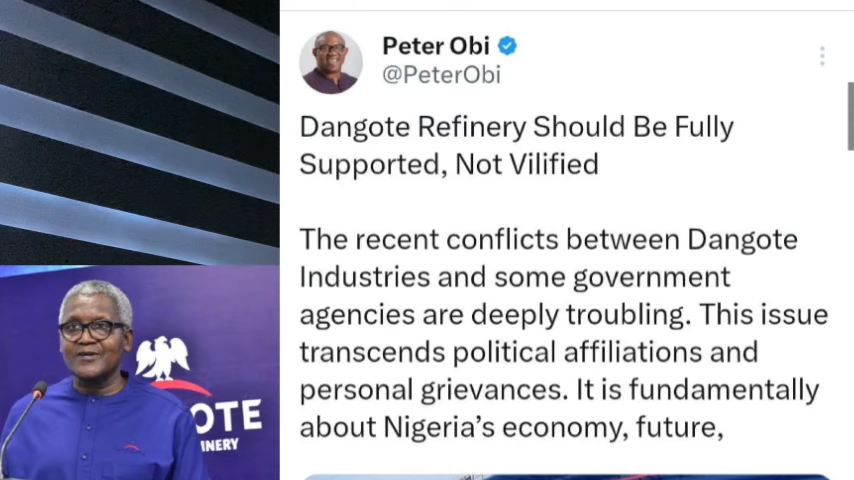 Peter Obi
@PeterObi
Dangote Refinery Should Be Fully
Supported, Not Vilified
The recent conflicts between Dangote
Industries and some government
agencies are deeply troubling. This issue
transcends political affiliations and
personal grievances. It is fundamentally
about Nigeria’s economy, future,
OTE
INERY